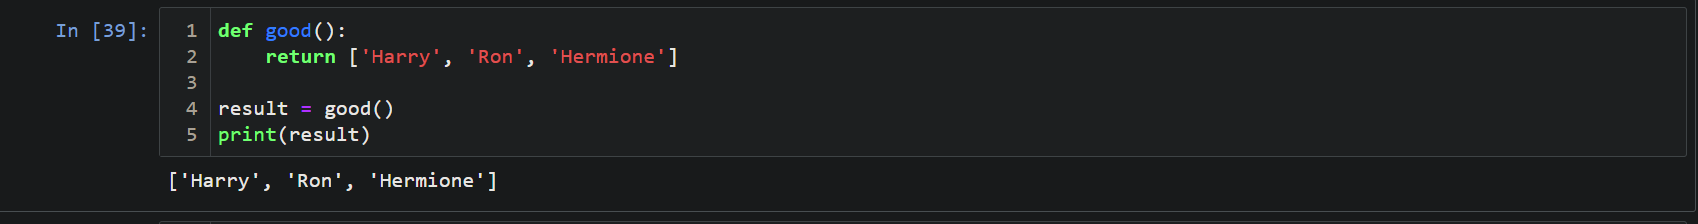 In [39]:
1 def good():
2     return ['Harry', 'Ron', 'Hermione']
3
4 result = good()
5 print(result)
['Harry', 'Ron', 'Hermione']